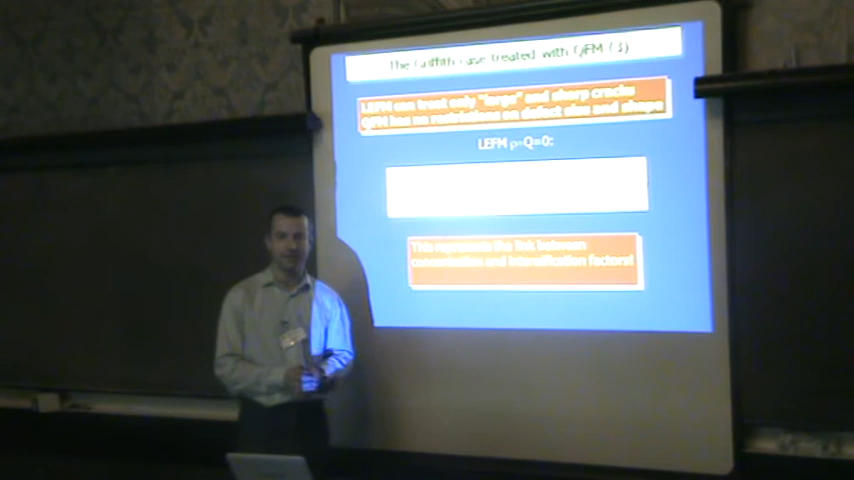 The Griffith case treated with QFM (3)
LEFM can treat only "large" and sharp cracks
QFM has no restrictions on defect size and shape
LEFM ρ=Q=0:
This represents the link between
concentration and intensification factors!